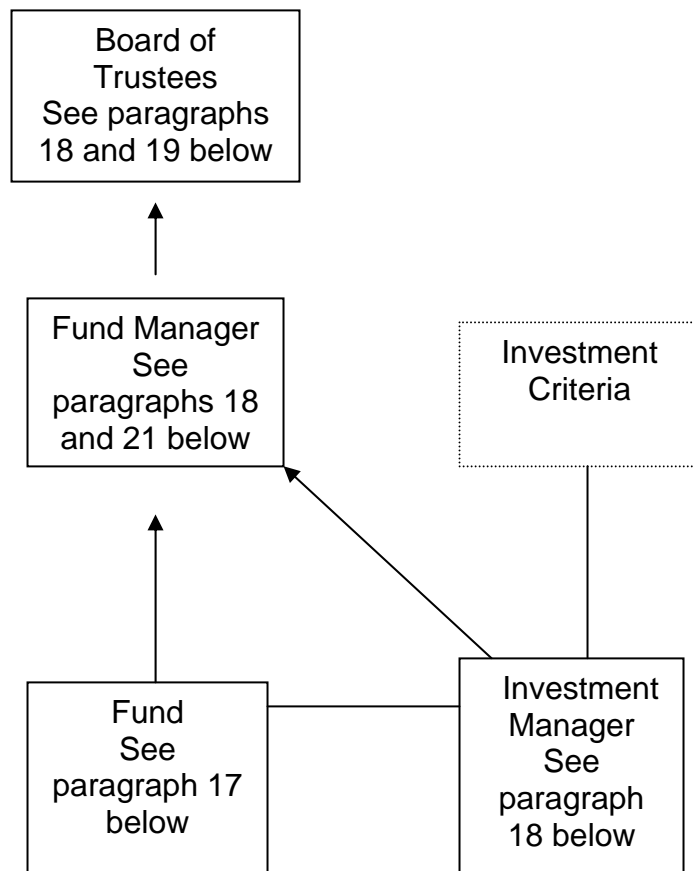 Board of
Trustees
See paragraphs
18 and 19 below
Fund Manager
See
paragraphs 18
and 21 below
Investment
Criteria
Fund
See
paragraph 17
below
Investment
Manager
See
paragraph
18 below